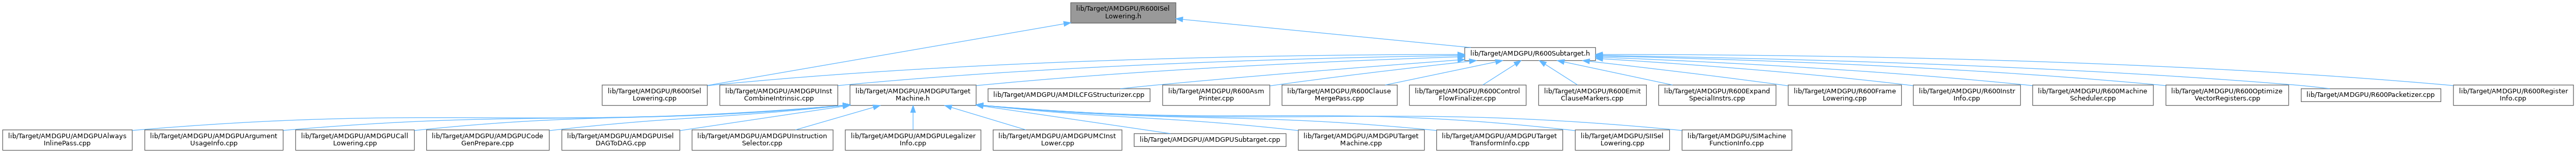 lib/Target/AMDGPU/R600ISel
Lowering.h
lib/Target/AMDGPU/R600Subtarget.h
lib/Target/AMDGPU/R600ISel
Lowering.cpp
lib/Target/AMDGPU/AMDGPUInst
CombineIntrinsic.cpp
lib/Target/AMDGPU/AMDGPUTarget
Machine.h
lib/Target/AMDGPU/AMDILCFGStructurizer.cpp
lib/Target/AMDGPU/R600Asm
Printer.cpp
lib/Target/AMDGPU/R600Clause
MergePass.cpp
lib/Target/AMDGPU/R600Control
FlowFinalizer.cpp
lib/Target/AMDGPU/R600Emit
ClauseMarkers.cpp
lib/Target/AMDGPU/R600Expand
SpecialInstrs.cpp
lib/Target/AMDGPU/R600Frame
Lowering.cpp
lib/Target/AMDGPU/R600Instr
Info.cpp
lib/Target/AMDGPU/R600Machine
Scheduler.cpp
lib/Target/AMDGPU/R600Optimize
VectorRegisters.cpp
lib/Target/AMDGPU/R600Packetizer.cpp
lib/Target/AMDGPU/R600Register
Info.cpp
lib/Target/AMDGPU/AMDGPUAlways
InlinePass.cpp
lib/Target/AMDGPU/AMDGPUArgument
UsageInfo.cpp
lib/Target/AMDGPU/AMDGPUCall
Lowering.cpp
lib/Target/AMDGPU/AMDGPUCode
GenPrepare.cpp
lib/Target/AMDGPU/AMDGPUISel
DAGToDAG.cpp
lib/Target/AMDGPU/AMDGPUInstruction
Selector.cpp
lib/Target/AMDGPU/AMDGPULegalizer
Info.cpp
lib/Target/AMDGPU/AMDGPUMCInst
Lower.cpp
lib/Target/AMDGPU/AMDGPUSubtarget.cpp
lib/Target/AMDGPU/AMDGPUTarget
Machine.cpp
lib/Target/AMDGPU/AMDGPUTarget
TransformInfo.cpp
lib/Target/AMDGPU/SIISel
Lowering.cpp
lib/Target/AMDGPU/SIMachine
FunctionInfo.cpp